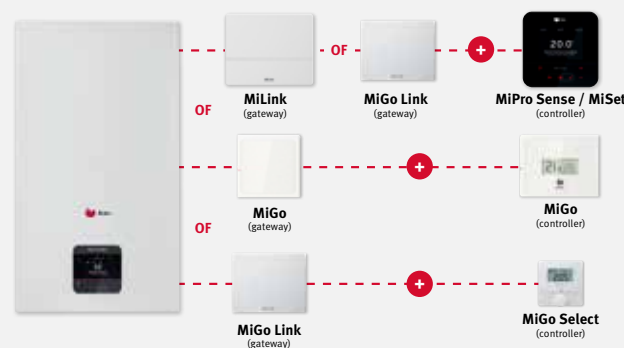 OF
MiLink
(gateway)
MiGo Link
(gateway)
MiPro Sense / MiSet
(controller)
OF
20.0°
MiGo
(gateway)
MiGo
(controller)
OF
MiGo Link
(gateway)
MiGo Select
(controller)